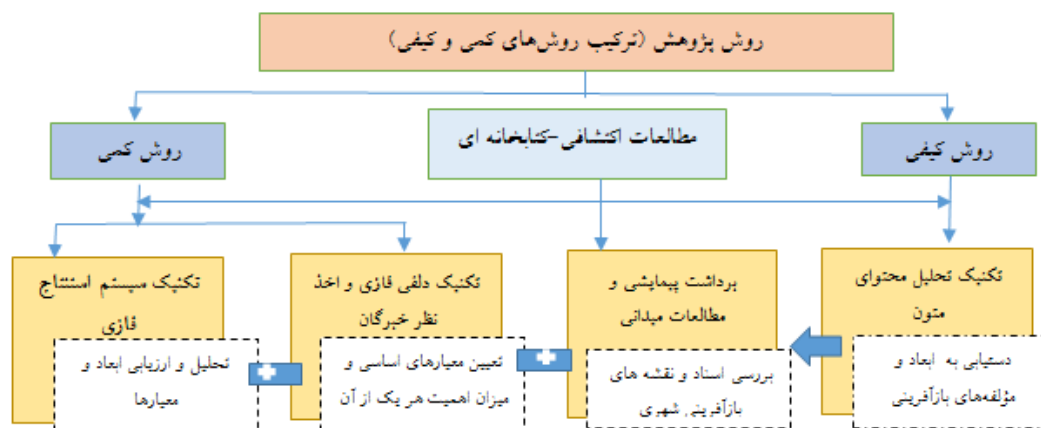 روش پژوهش (ترکیب روش‌های کمی و کیفی)
روش کیفی
مطالعات اکتشافی-کتابخانه ای
روش کمی
تکنیک تحلیل محتوای
متون
دستیابی به ابعاد و
مؤلفه‌های بازآفرینی
برداشت پیمایشی و
مطالعات میدانی
بررسی اسناد و نقشه های
بازآفرینی شهری
تکنیک دلفی فازی و اخذ
نظر خبرگان
تعیین معیارهای اساسی و
میزان اهمیت هر یک از آن
تکنیک سیستم استنتاج
فازی
تحلیل و ارزیابی ابعاد و
معیارها